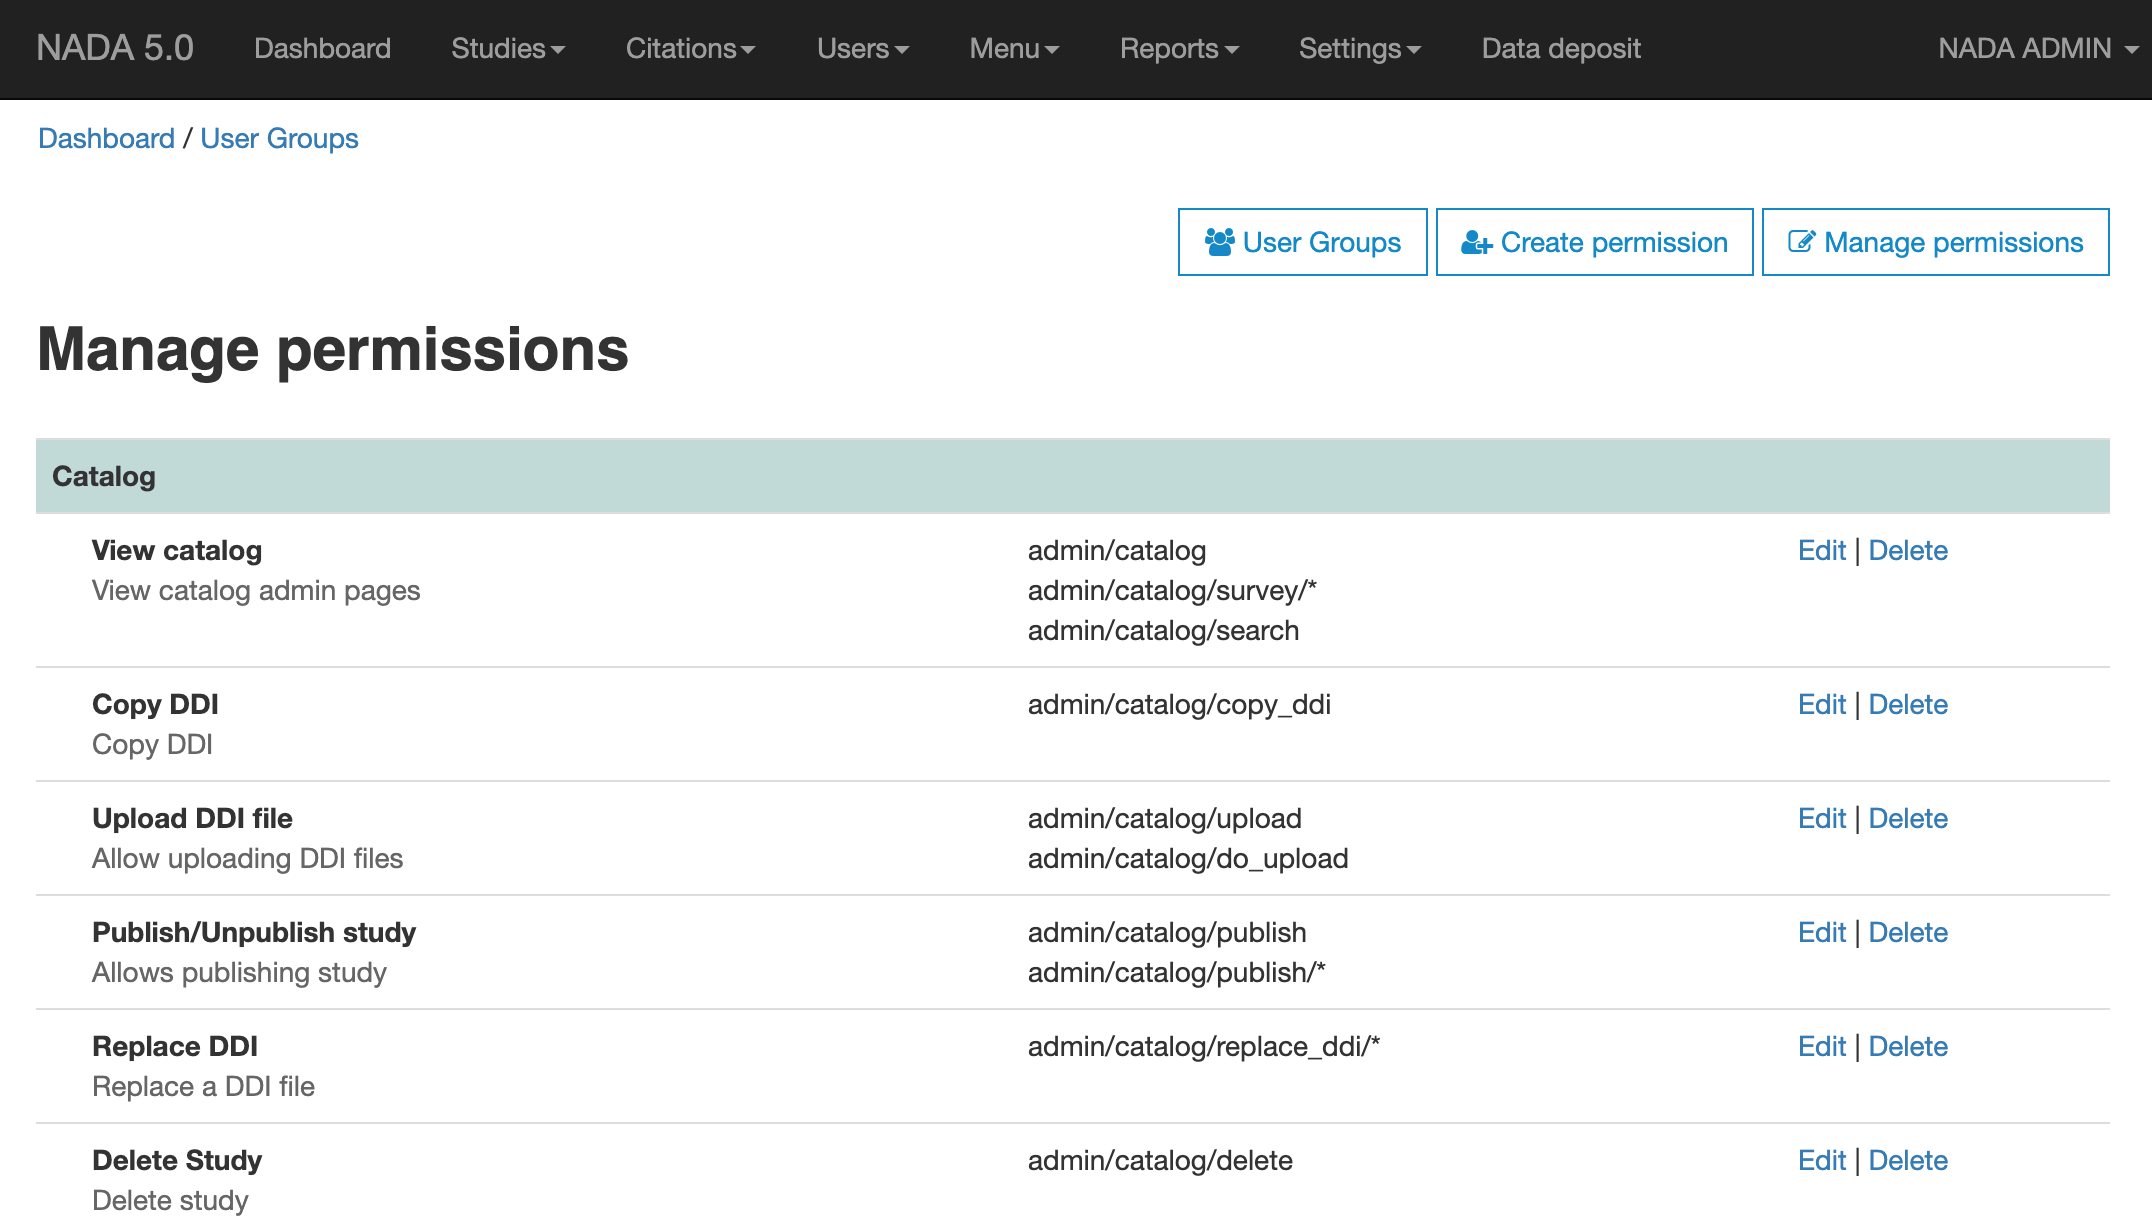 NADA 5.0 Dashboard Studies Citations Users Menu Reports Settings Data deposit NADA ADMIN
Dashboard / User Groups
User Groups Create permission Manage permissions
Manage permissions
Catalog
View catalog admin/catalog Edit | Delete
View catalog admin pages admin/catalog/survey/*
admin/catalog/search
Copy DDI admin/catalog/copy_ddi Edit | Delete
Copy DDI
Upload DDI file admin/catalog/upload Edit | Delete
Allow uploading DDI files admin/catalog/do_upload
Publish/Unpublish study admin/catalog/publish Edit | Delete
Allows publishing study admin/catalog/publish/*
Replace DDI admin/catalog/replace_ddi/* Edit | Delete
Replace a DDI file
Delete Study admin/catalog/delete Edit | Delete
Delete study